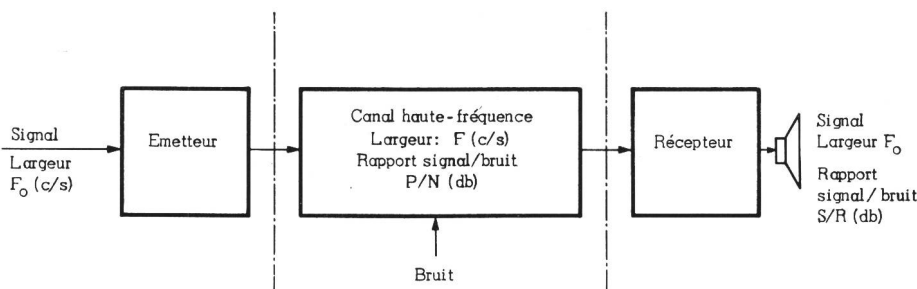 Signal
Largeur
F₀ (c/s)
Emetteur
Canal haute-fréquence
Largeur: F (c/s)
Rapport signal/bruit
P/N (db)
Bruit
Récepteur
Signal
Largeur F₀
Rapport
signal/bruit
S/R (db)